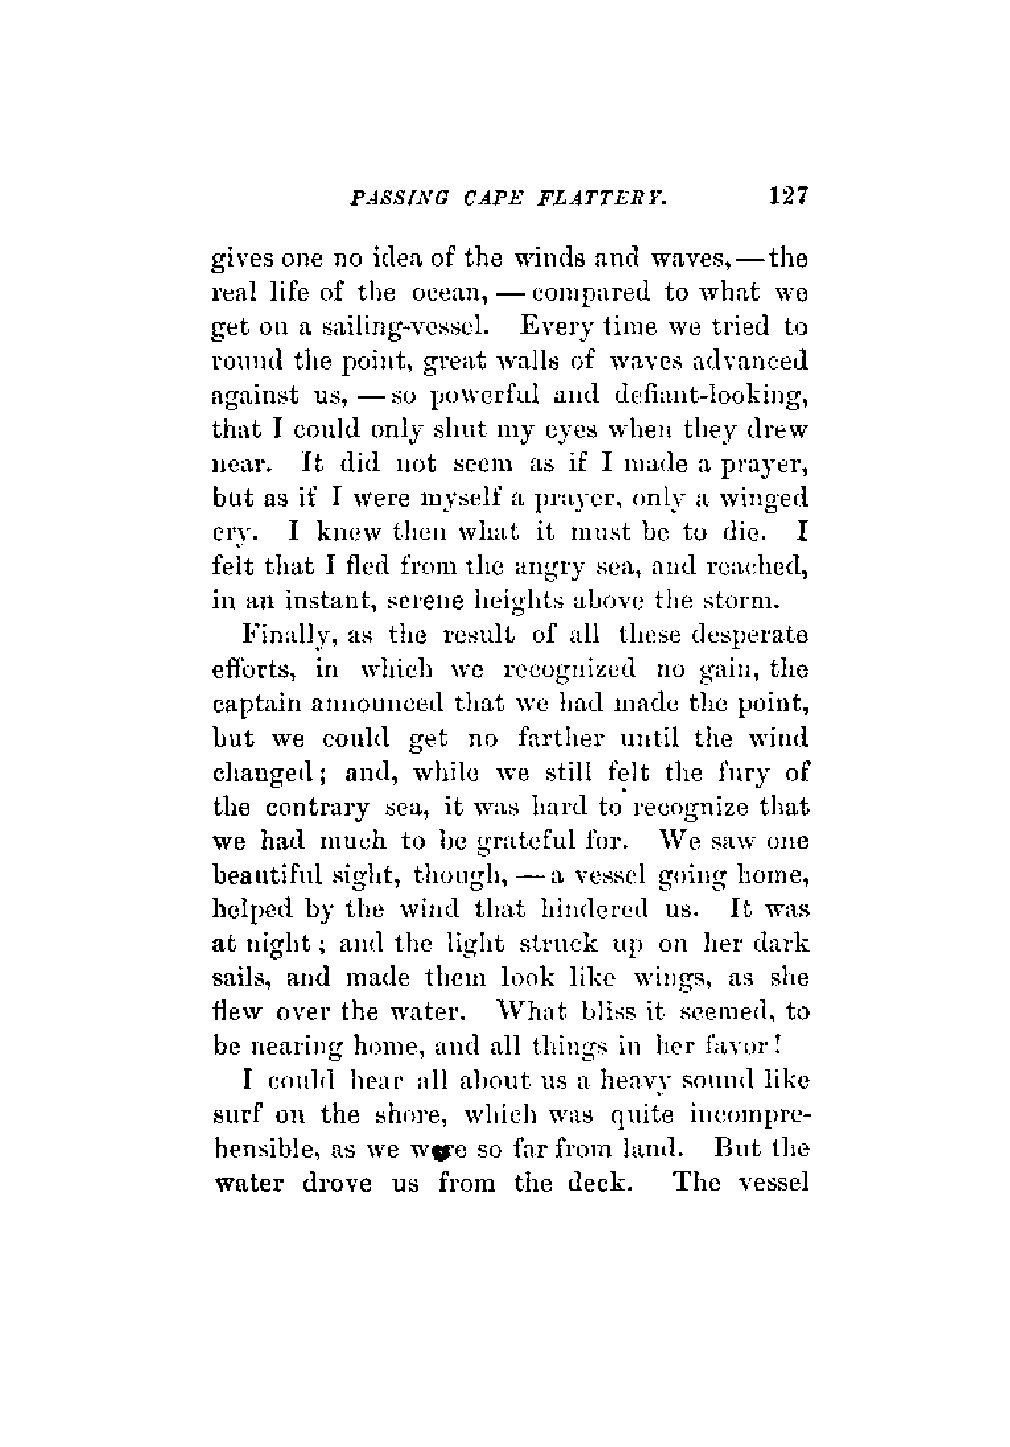 PASSING CAPE FLATTERY. 127
gives one no idea of the winds and waves,—the
real life of the ocean, — compared to what we
get on a sailing-vessel. Every time we tried to
round the point, great walls of waves advanced
against us, — so powerful and defiant-looking,
that I could only shut my eyes when they drew
near. It did not seem as if I made a prayer,
but as if I were myself a prayer, only a winged
cry. I knew then what it must be to die. I
felt that I fled from the angry sea, and reached,
in an instant, serene heights above the storm.
Finally, as the result of all these desperate
efforts, in which we recognized no gain, the
captain announced that we had made the point,
but we could get no farther until the wind
changed; and, while we still felt the fury of
the contrary sea, it was hard to recognize that
we had much to be grateful for. We saw one
beautiful sight, though, — a vessel going home,
helped by the wind that hindered us. It was
at night; and the light struck up on her dark
sails, and made them look like wings, as she
flew over the water. What bliss it seemed, to
be nearing home, and all things in her favor!
I could hear all about us a heavy sound like
surf on the shore, which was quite incompre-
hensible, as we were so far from land. But the
water drove us from the deck. The vessel